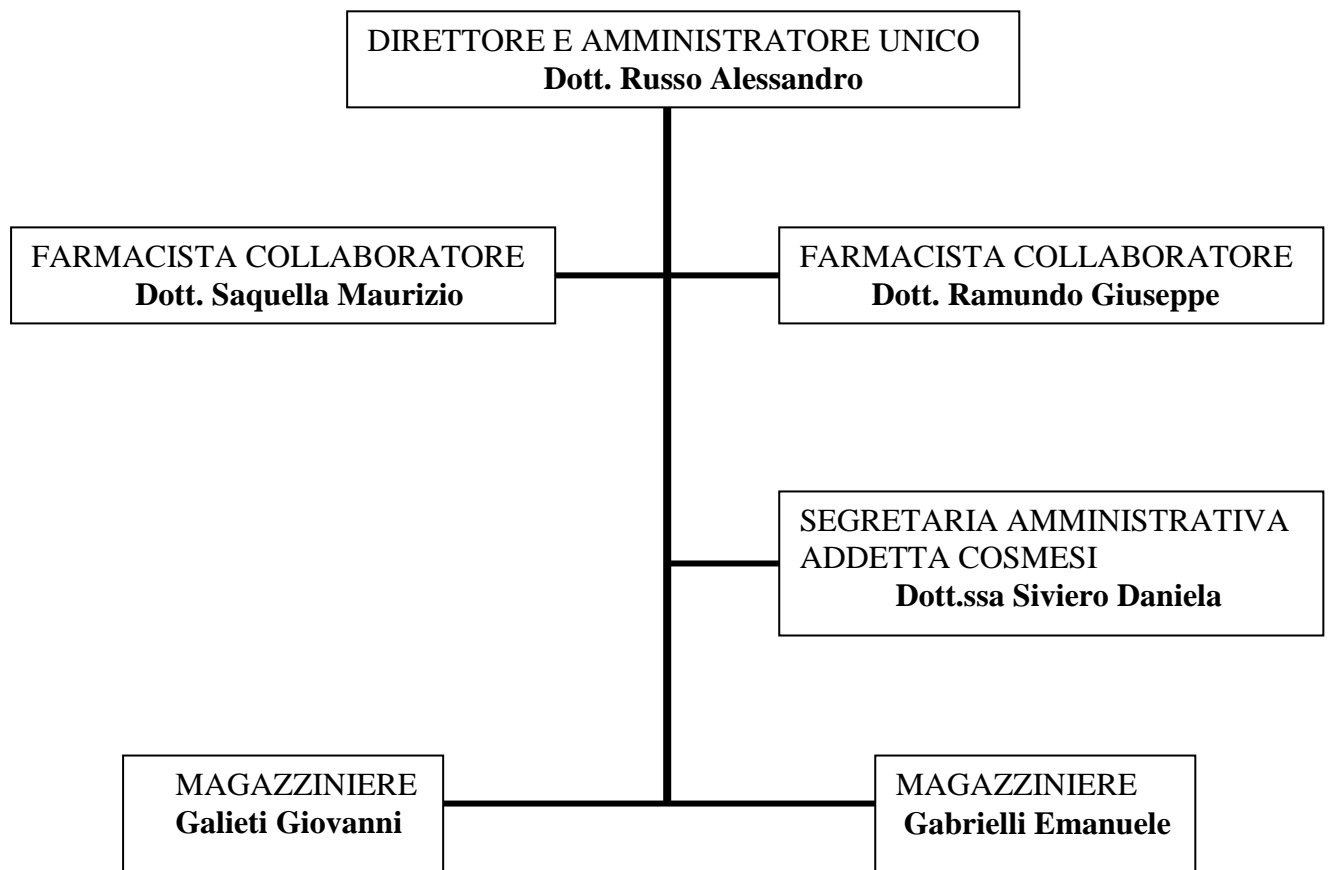 DIRETTORE E AMMINISTRATORE UNICO
Dott. Russo Alessandro
FARMACISTA COLLABORATORE
Dott. Saquella Maurizio
FARMACISTA COLLABORATORE
Dott. Ramundo Giuseppe
SEGRETARIA AMMINISTRATIVA
ADDETTA COSMESI
Dott.ssa Siviero Daniela
MAGAZZINIERE
Galieti Giovanni
MAGAZZINIERE
Gabrielli Emanuele